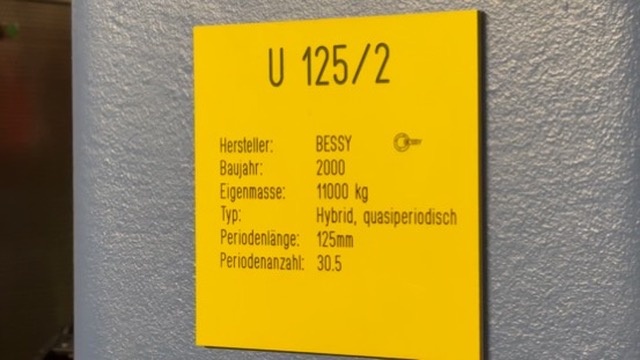 U 125/2
Hersteller: BESSY
Baujahr: 2000
Eigenmasse: 11000 kg
Typ: Hybrid, quasiperiodisch
Periodenlänge: 125mm
Periodenanzahl: 30.5